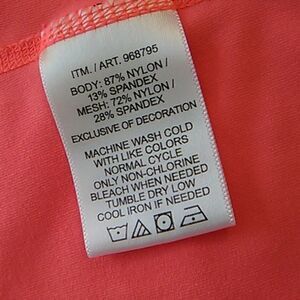 ITM. / ART. 968795
BODY: 87% NYLON /
13% SPANDEX
MESH: 72% NYLON /
28% SPANDEX
EXCLUSIVE OF DECORATION
MACHINE WASH COLD
WITH LIKE COLORS
NORMAL CYCLE
ONLY NON-CHLORINE
BLEACH WHEN NEEDED
TUMBLE DRY LOW
COOL IRON IF NEEDED